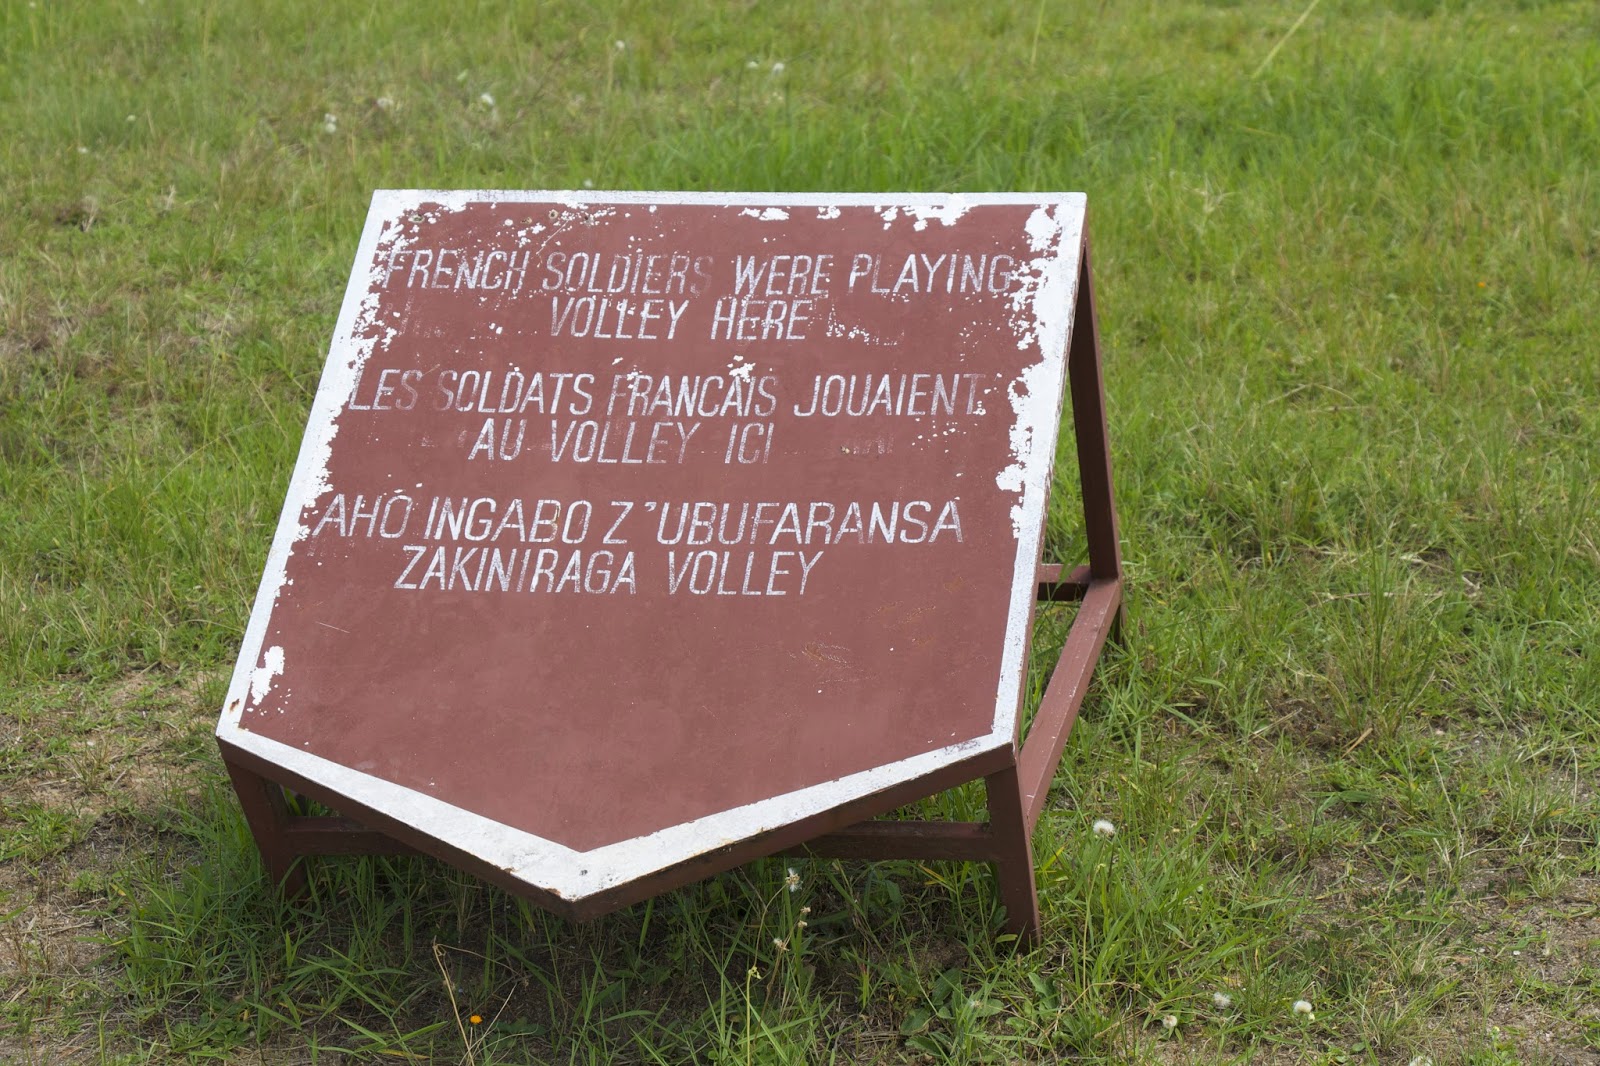 FRENCH SOLDIERS WERE PLAYING
VOLLEY HERE
LES SOLDATS FRANCAIS JOUAIENT
AU VOLLEY ICI
AHO INGABO Z'UBUFARANSA
ZAKINIRAGA VOLLEY